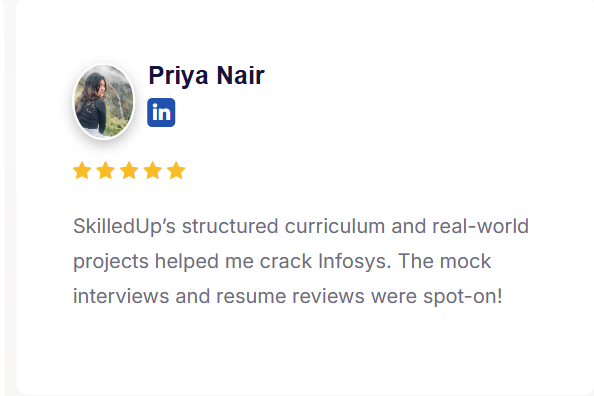 Priya Nair
in
SkilledUp’s structured curriculum and real-world
projects helped me crack Infosys. The mock
interviews and resume reviews were spot-on!